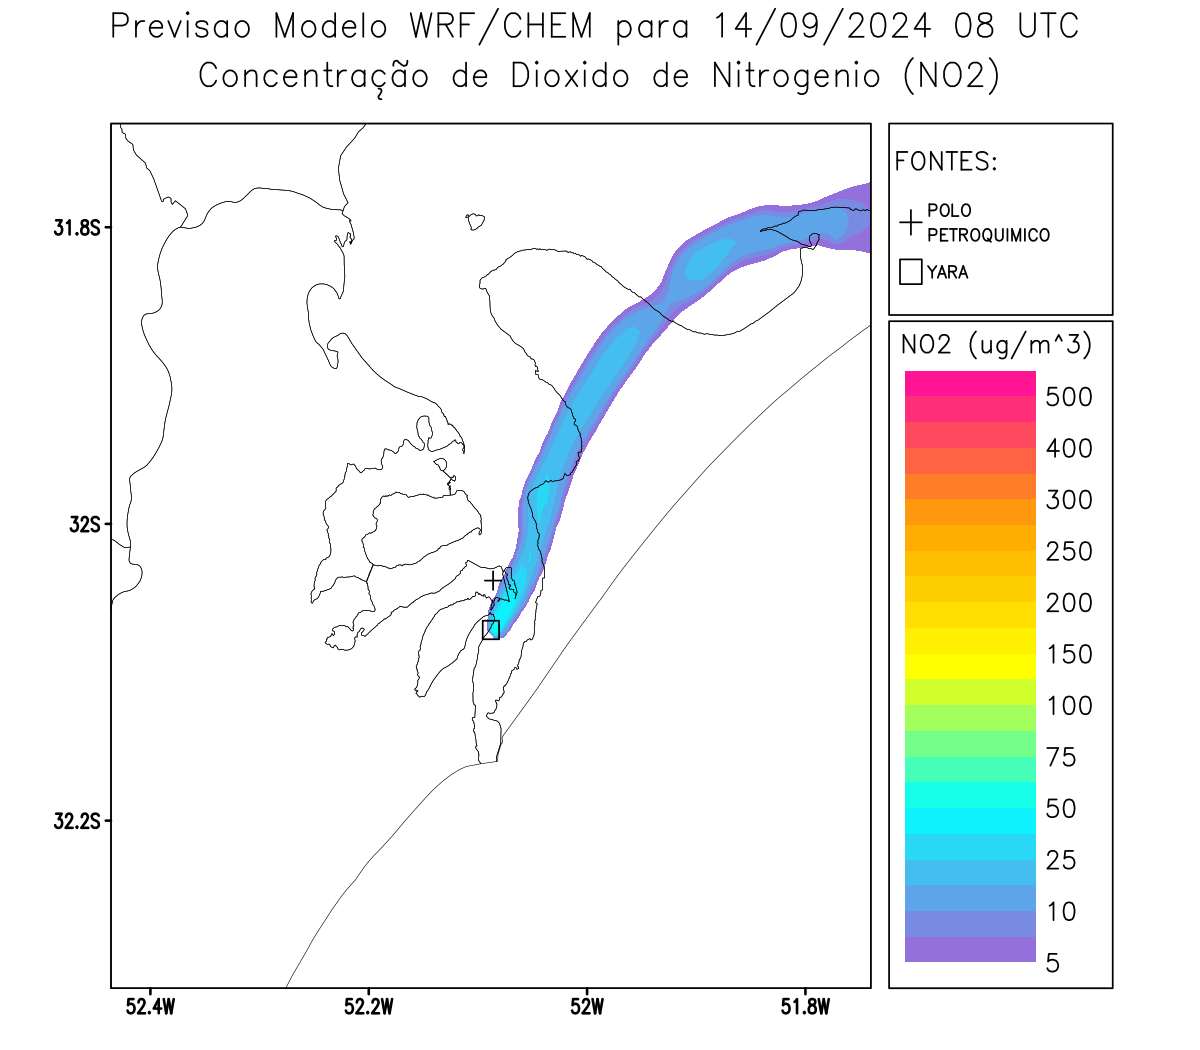 Previsao Modelo WRF/CHEM para 14/09/2024 08 UTC
Concentração de Dioxido de Nitrogenio (NO2)
FONTES:
POLO
PETROQUIMICO
YARA
31.8S
32S
32.2S
52.4W
52.2W
52W
51.8W
NO2 (ug/m^3)
500
400
300
250
200
150
100
75
50
25
10
5